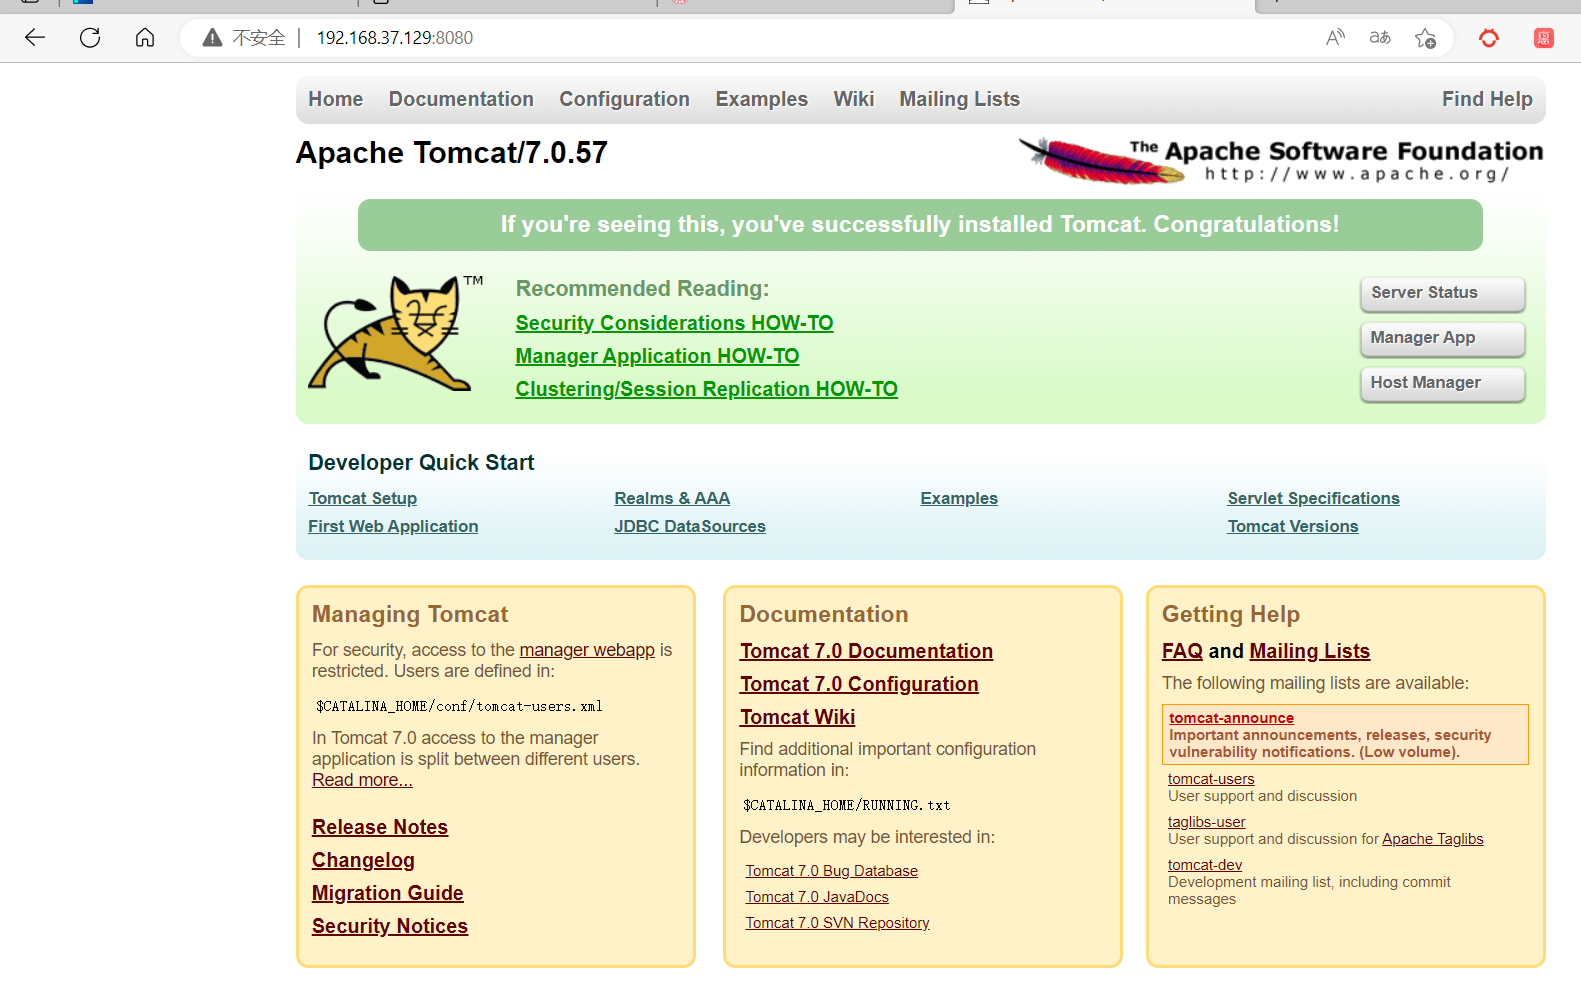 不安全 | 192.168.37.129:8080
Home Documentation Configuration Examples Wiki Mailing Lists Find Help
Apache Tomcat/7.0.57
The Apache Software Foundation
http://www.apache.org/
If you're seeing this, you've successfully installed Tomcat. Congratulations!
TM
Recommended Reading:
Security Considerations HOW-TO
Manager Application HOW-TO
Clustering/Session Replication HOW-TO
Server Status
Manager App
Host Manager
Developer Quick Start
Tomcat Setup
First Web Application
Realms & AAA
JDBC DataSources
Examples
Servlet Specifications
Tomcat Versions
Managing Tomcat
For security, access to the manager webapp is
restricted. Users are defined in:
$CATALINA_HOME/conf/tomcat-users.xml
In Tomcat 7.0 access to the manager
application is split between different users.
Read more...
Release Notes
Changelog
Migration Guide
Security Notices
Documentation
Tomcat 7.0 Documentation
Tomcat 7.0 Configuration
Tomcat Wiki
Find additional important configuration
information in:
$CATALINA_HOME/RUNNING.txt
Developers may be interested in:
Tomcat 7.0 Bug Database
Tomcat 7.0 JavaDocs
Tomcat 7.0 SVN Repository
Getting Help
FAQ and Mailing Lists
The following mailing lists are available:
tomcat-announce
Important announcements, releases, security
vulnerability notifications. (Low volume).
tomcat-users
User support and discussion
taglibs-user
User support and discussion for Apache Taglibs
tomcat-dev
Development mailing list, including commit
messages